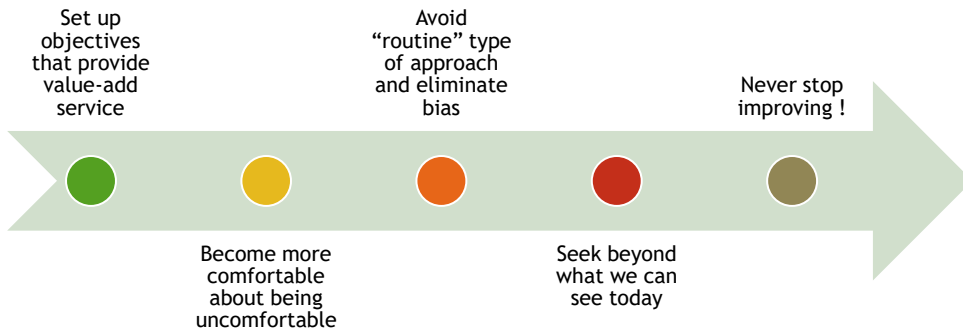 Set up
objectives
that provide
value-add
service
Become more
comfortable
about being
uncomfortable
Avoid
“routine” type
of approach
and eliminate
bias
Seek beyond
what we can
see today
Never stop
improving !